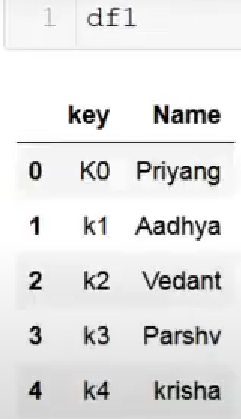 1 df1
key Name
0 K0 Priyang
1 k1 Aadhya
2 k2 Vedant
3 k3 Parshv
4 k4 krisha